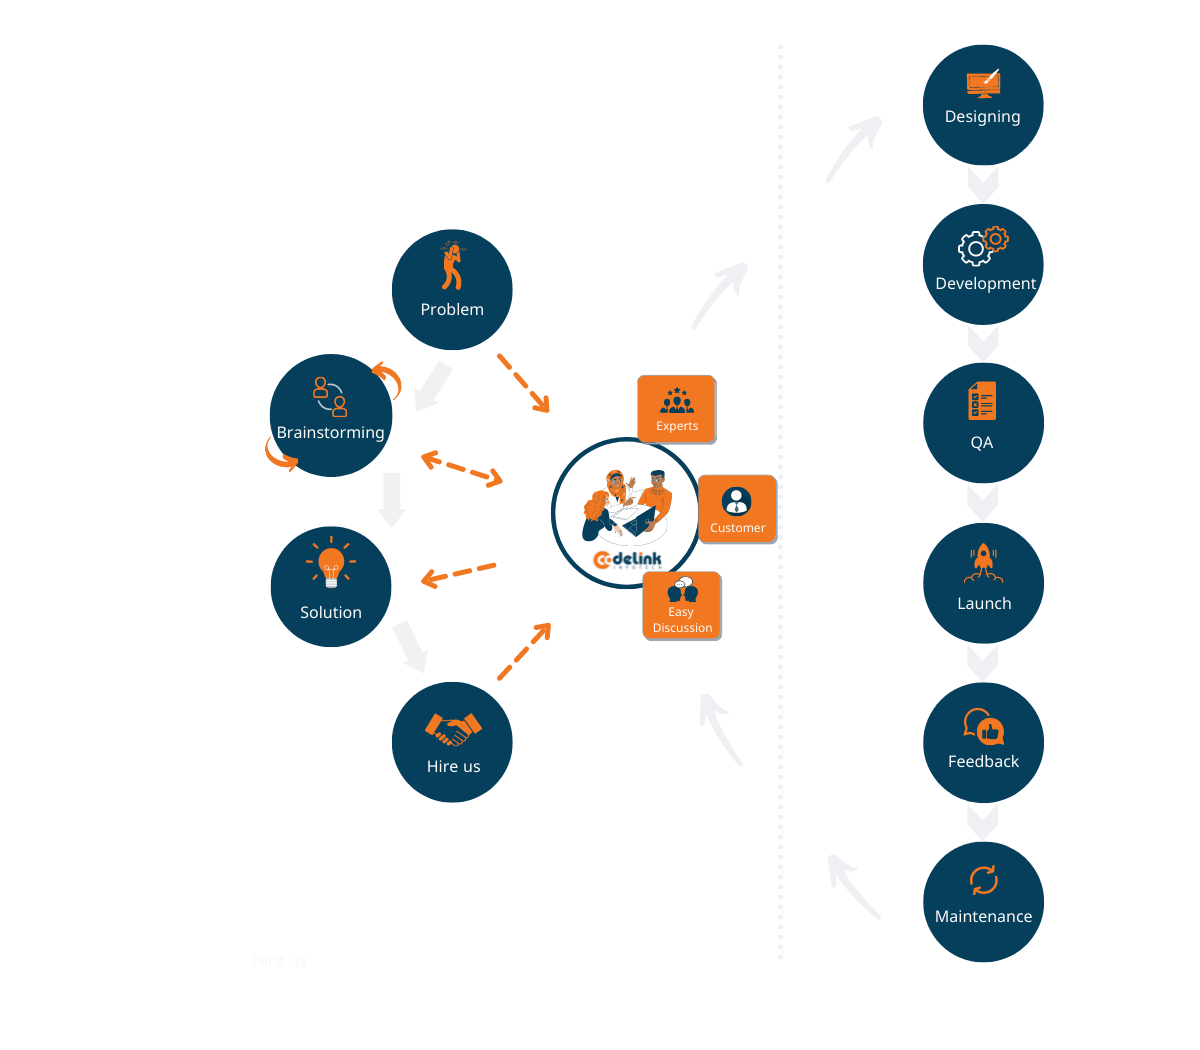 Problem
Brainstorming
Solution
Hire us
Experts
Customer
Easy
Discussion
Codelink
INFOTECH
Designing
Development
QA
Launch
Feedback
Maintenance
Hire us